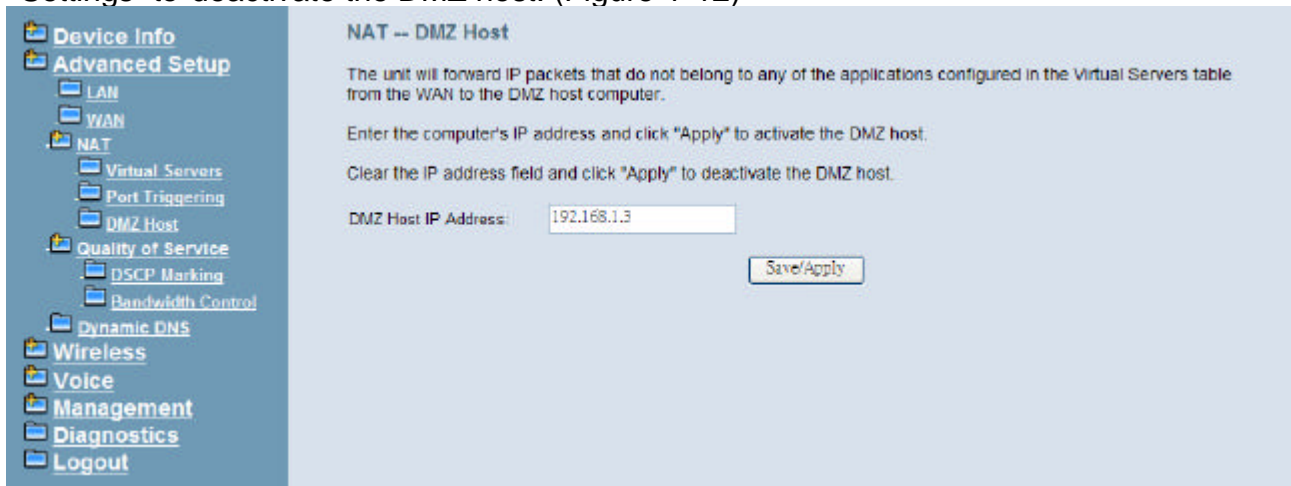 Settings" to deactivate the DMZ host. (Figure 4-12)
Device Info
Advanced Setup
LAN
WAN
NAT
Virtual Servers
Port Triggering
DMZ Host
Quality of Service
DSCP Marking
Bandwidth Control
Dynamic DNS
Wireless
Voice
Management
Diagnostics
Logout
NAT -- DMZ Host
The unit will forward IP packets that do not belong to any of the applications configured in the Virtual Servers table
from the WAN to the DMZ host computer.
Enter the computer's IP address and click "Apply" to activate the DMZ host.
Clear the IP address field and click "Apply" to deactivate the DMZ host.
DMZ Host IP Address: 192.168.1.3
Save/Apply